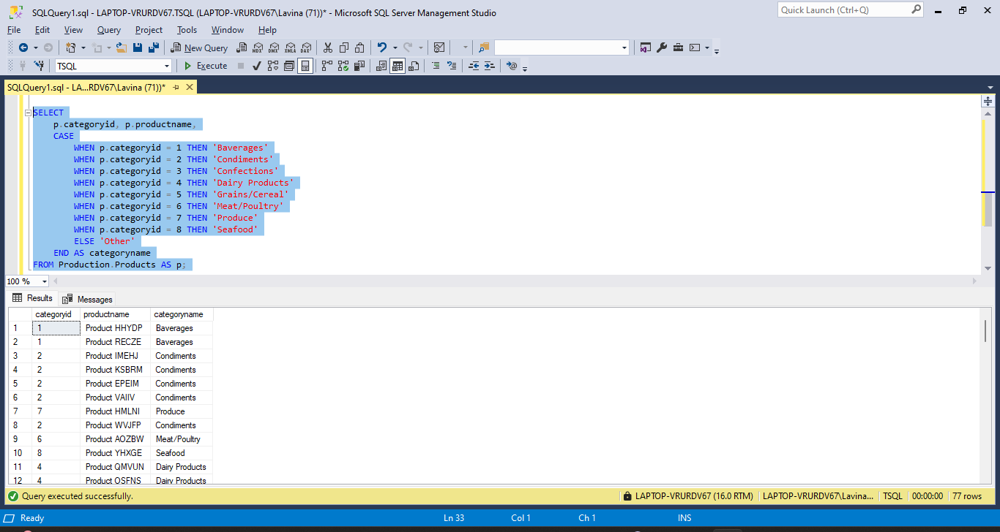 SQLQuery1.sql - LAPTOP-VRURDV67.TSQL (LAPTOP-VRURDV67\Lavina (71))* - Microsoft SQL Server Management Studio
Quick Launch (Ctrl+Q)
File Edit View Query Project Tools Window Help
New Query MDX DMX XMLA DAX
TSQL Execute
SQLQuery1.sql - LA...RDV67\Lavina (71))*
SELECT
p.categoryid, p.productname,
CASE
WHEN p.categoryid = 1 THEN 'Baverages'
WHEN p.categoryid = 2 THEN 'Condiments'
WHEN p.categoryid = 3 THEN 'Confections'
WHEN p.categoryid = 4 THEN 'Dairy Products'
WHEN p.categoryid = 5 THEN 'Grains/Cereal'
WHEN p.categoryid = 6 THEN 'Meat/Poultry'
WHEN p.categoryid = 7 THEN 'Produce'
WHEN p.categoryid = 8 THEN 'Seafood'
ELSE 'Other'
END AS categoryname
FROM Production.Products AS p;
100 %
Results Messages
categoryid productname categoryname
1 1 Product HHYDP Baverages
2 1 Product RECZE Baverages
3 2 Product IMEHJ Condiments
4 2 Product KSBRM Condiments
5 2 Product EPEIM Condiments
6 2 Product VAIIV Condiments
7 7 Product HMLNI Produce
8 2 Product WVJFP Condiments
9 6 Product AOZBW Meat/Poultry
10 8 Product YHXGE Seafood
11 4 Product QMVUN Dairy Products
12 4 Product OSFNS Dairy Products
Query executed successfully. LAPTOP-VRURDV67 (16.0 RTM) LAPTOP-VRURDV67\Lavina... TSQL 00:00:00 77 rows
Ready Ln 33 Col 1 Ch 1 INS